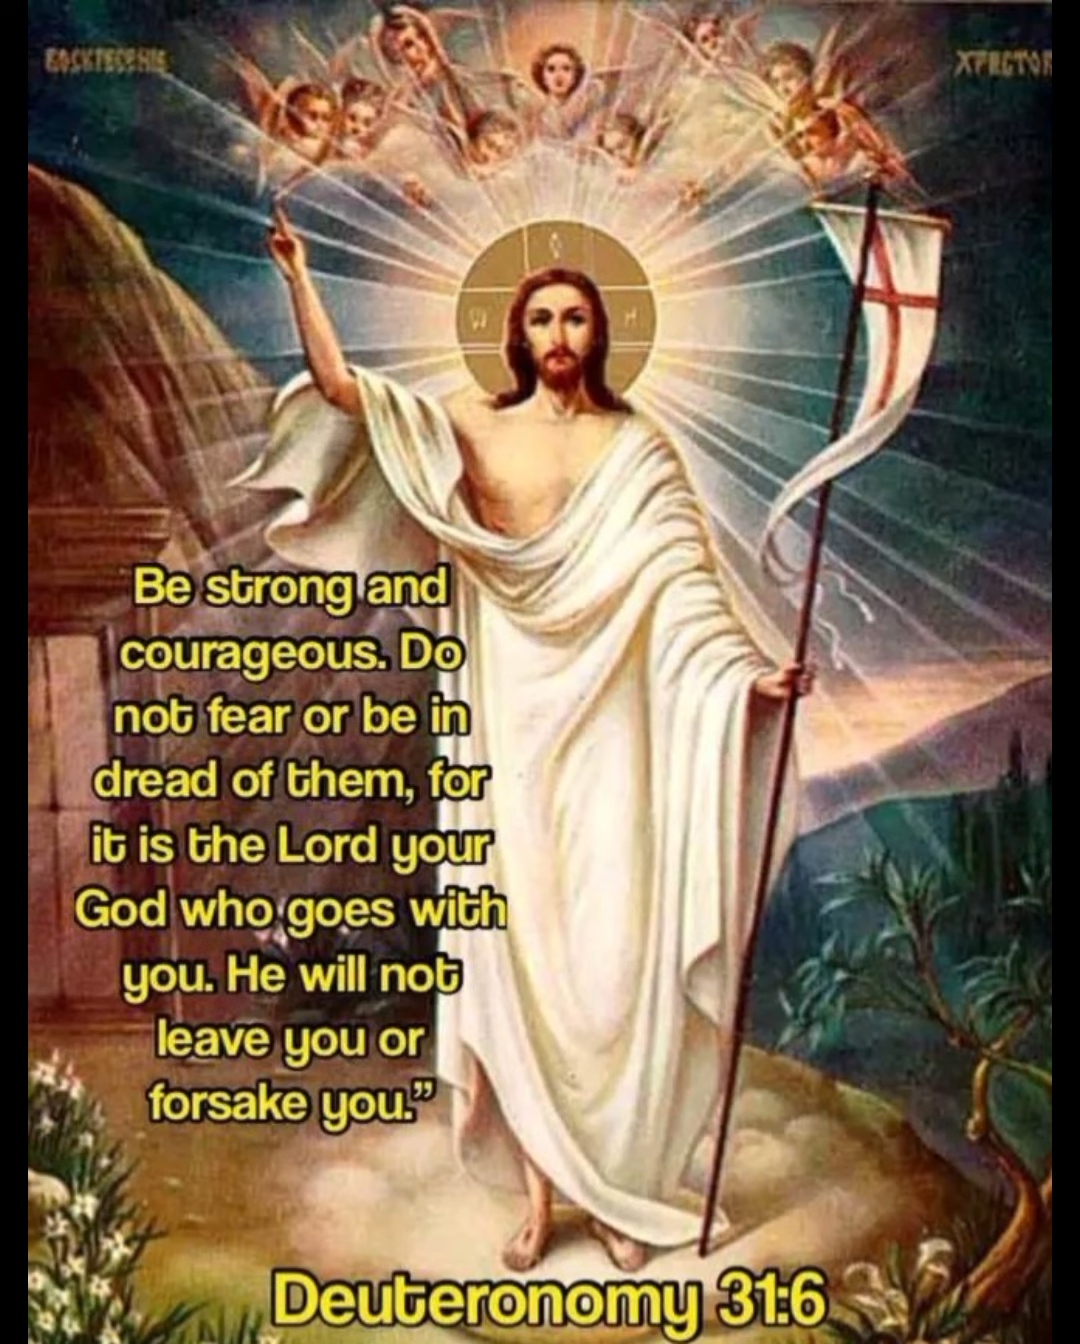 ХРИСТОВ
Be strong and
courageous. Do
not fear or be in
dread of them, for
it is the Lord your
God who goes with
you. He will not
leave you or
forsake you.”
Deuteronomy 31:6